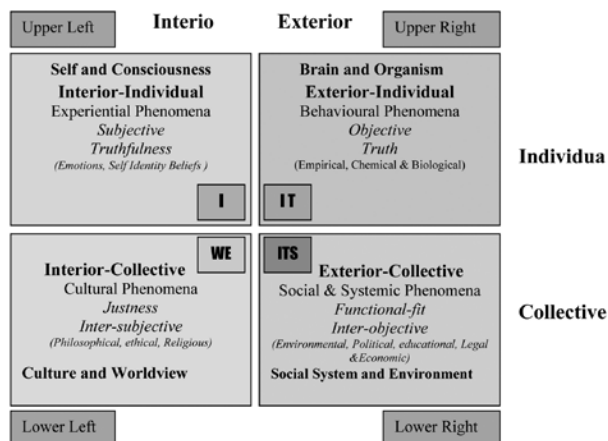 Upper Left
Interio
Exterior
Upper Right
Self and Consciousness
Interior-Individual
Experiential Phenomena
Subjective
Truthfulness
(Emotions, Self Identity Beliefs )
I
Brain and Organism
Exterior-Individual
Behavioural Phenomena
Objective
Truth
(Empirical, Chemical & Biological)
IT
Individua
WE
Interior-Collective
Cultural Phenomena
Justness
Inter-subjective
(Philosophical, ethical, Religious)
Culture and Worldview
ITS
Exterior-Collective
Social & Systemic Phenomena
Functional-fit
Inter-objective
(Environmental, Political, educational, Legal
&Economic)
Social System and Environment
Collective
Lower Left
Lower Right